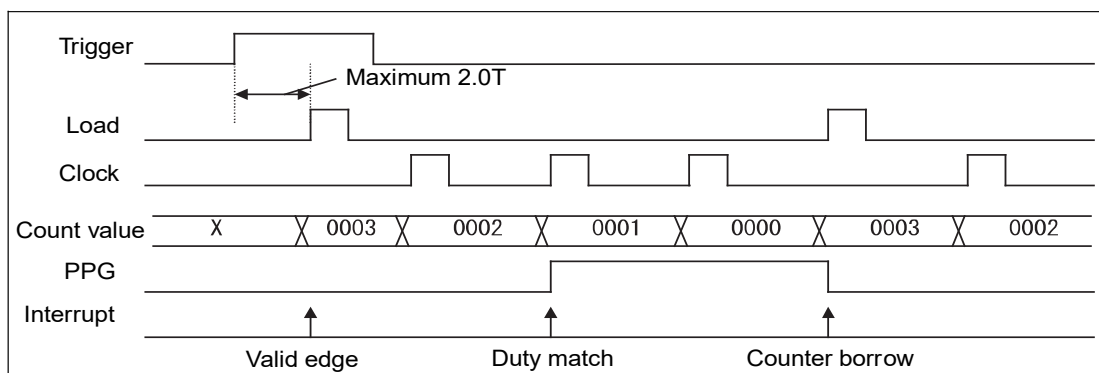 Trigger
Maximum 2.0T
Load
Clock
Count value X 0003 0002 0001 0000 0003 0002
PPG
Interrupt
Valid edge Duty match Counter borrow